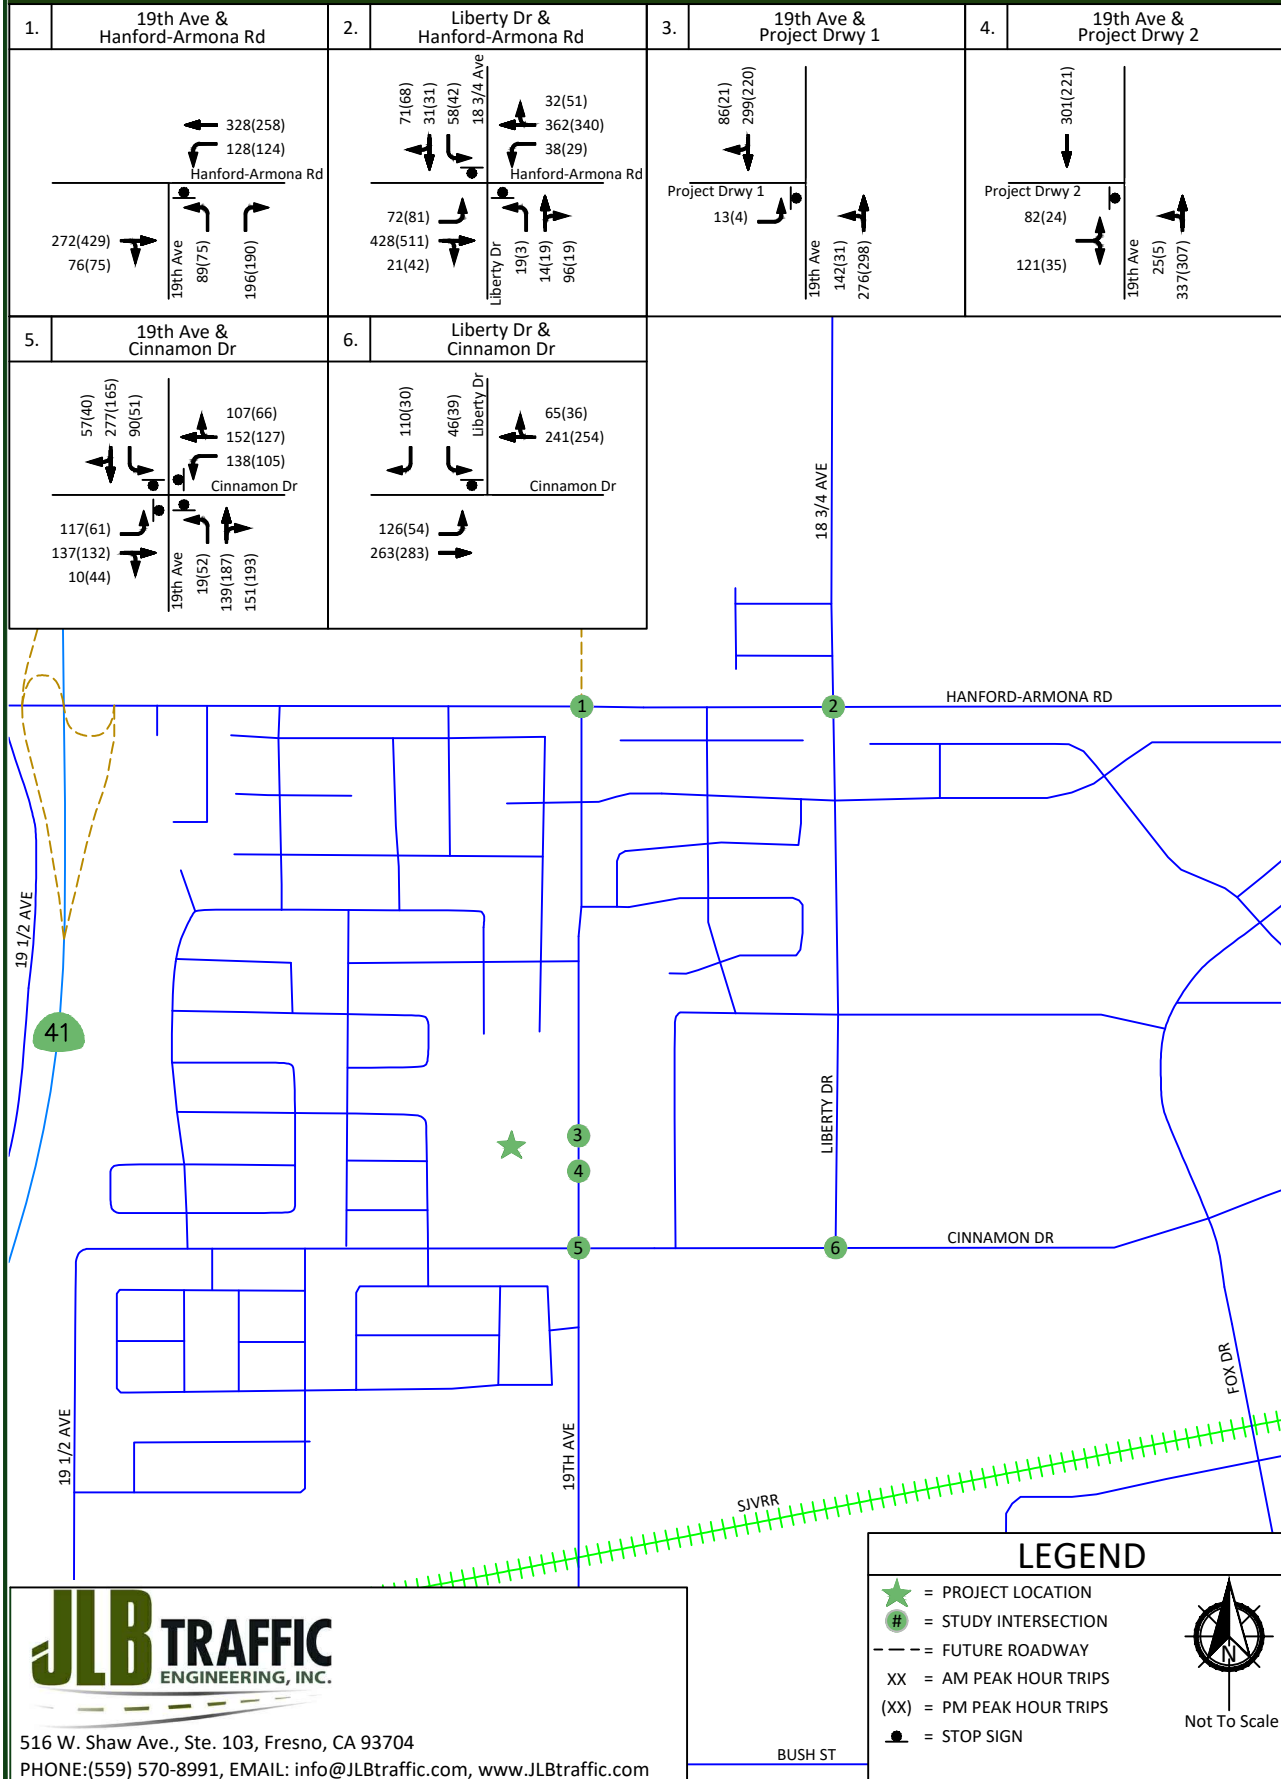 1.
19th Ave &
Hanford-Armona Rd
328(258)
128(124)
Hanford-Armona Rd
272(429)
76(75)
19th Ave
89(75)
196(190)
2.
Liberty Dr &
Hanford-Armona Rd
71(68)
31(31)
58(42)
18 3/4 Ave
32(51)
362(340)
38(29)
Hanford-Armona Rd
72(81)
428(511)
21(42)
Liberty Dr
19(3)
14(19)
96(19)
3.
19th Ave &
Project Drwy 1
86(21)
299(220)
Project Drwy 1
13(4)
19th Ave
142(31)
276(298)
4.
19th Ave &
Project Drwy 2
301(221)
Project Drwy 2
82(24)
121(35)
19th Ave
25(5)
337(307)
5.
19th Ave &
Cinnamon Dr
57(40)
277(165)
90(51)
107(66)
152(127)
138(105)
Cinnamon Dr
117(61)
137(132)
10(44)
19th Ave
19(52)
139(187)
151(193)
6.
Liberty Dr &
Cinnamon Dr
110(30)
46(39)
Liberty Dr
65(36)
241(254)
Cinnamon Dr
126(54)
263(283)
18 3/4 AVE
HANFORD-ARMONA RD
1
2
19 1/2 AVE
41
LIBERTY DR
3
4
5
6
CINNAMON DR
FOX DR
19 1/2 AVE
19TH AVE
SJVRR
BUSH ST
LEGEND
= PROJECT LOCATION
# = STUDY INTERSECTION
= FUTURE ROADWAY
XX = AM PEAK HOUR TRIPS
(XX) = PM PEAK HOUR TRIPS
= STOP SIGN
N
Not To Scale
JLB TRAFFIC
ENGINEERING, INC.
516 W. Shaw Ave., Ste. 103, Fresno, CA 93704
PHONE:(559) 570-8991, EMAIL: info@JLBtraffic.com, www.JLBtraffic.com